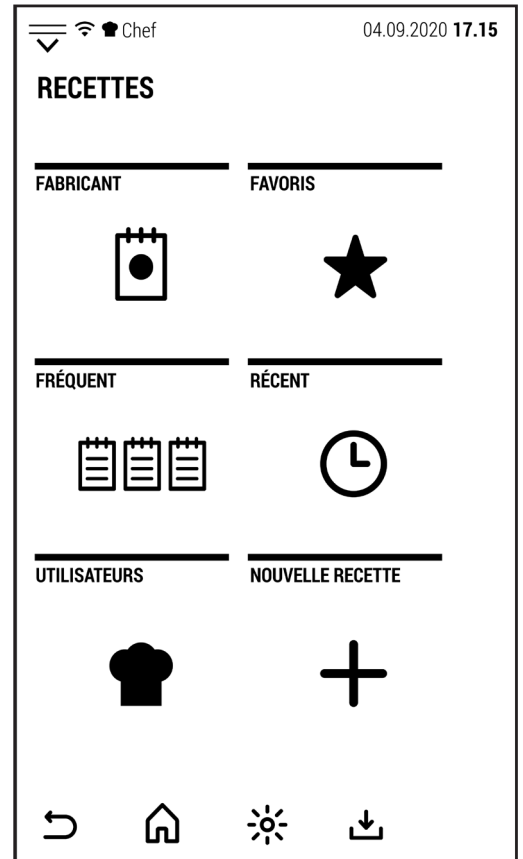 Chef 04.09.2020 17.15
RECETTES
FABRICANT FAVORIS
FRÉQUENT RÉCENT
UTILISATEURS NOUVELLE RECETTE